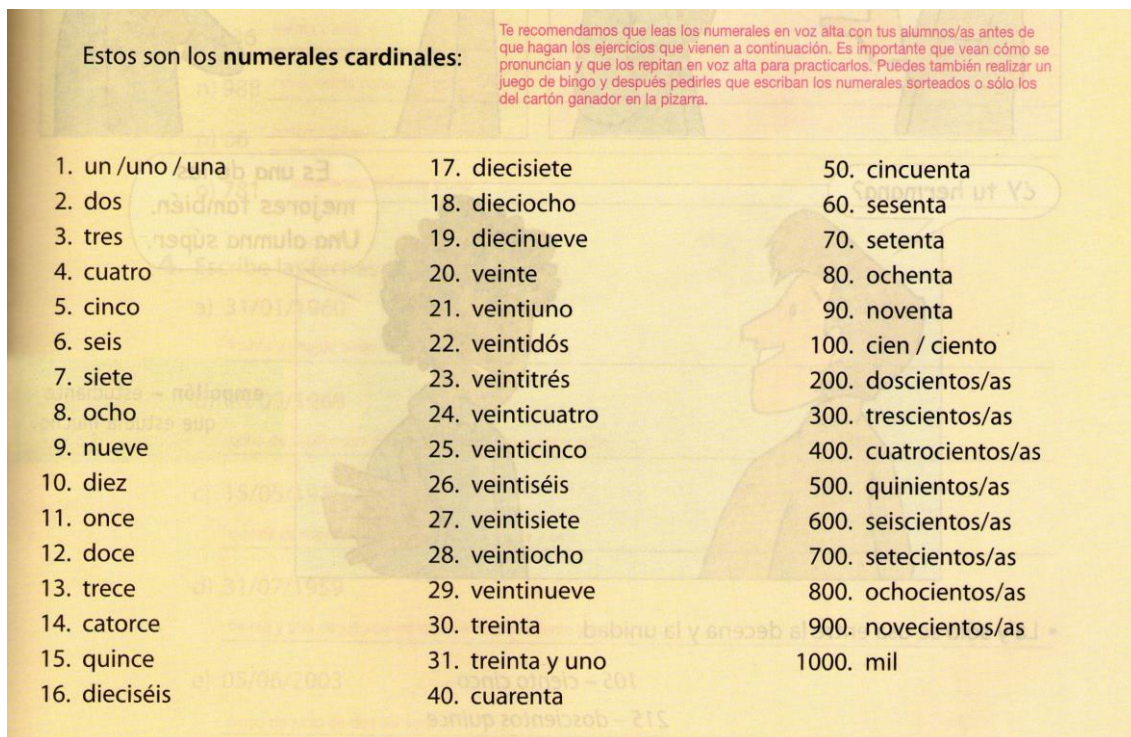 Estos son los numerales cardinales:
Te recomendamos que leas los numerales en voz alta con tus alumnos/as antes de
que hagan los ejercicios que vienen a continuación. Es importante que vean cómo se
pronuncian y que los repitan en voz alta para practicarlos. Puedes también realizar un
juego de bingo y después pedirles que escriban los numerales sorteados o sólo los
del cartón ganador en la pizarra.
1. un /uno / una
2. dos
3. tres
4. cuatro
5. cinco
6. seis
7. siete
8. ocho
9. nueve
10. diez
11. once
12. doce
13. trece
14. catorce
15. quince
16. dieciséis
17. diecisiete
18. dieciocho
19. diecinueve
20. veinte
21. veintiuno
22. veintidós
23. veintitrés
24. veinticuatro
25. veinticinco
26. veintiséis
27. veintisiete
28. veintiocho
29. veintinueve
30. treinta
31. treinta y uno
40. cuarenta
50. cincuenta
60. sesenta
70. setenta
80. ochenta
90. noventa
100. cien / ciento
200. doscientos/as
300. trescientos/as
400. cuatrocientos/as
500. quinientos/as
600. seiscientos/as
700. setecientos/as
800. ochocientos/as
900. novecientos/as
1000. mil